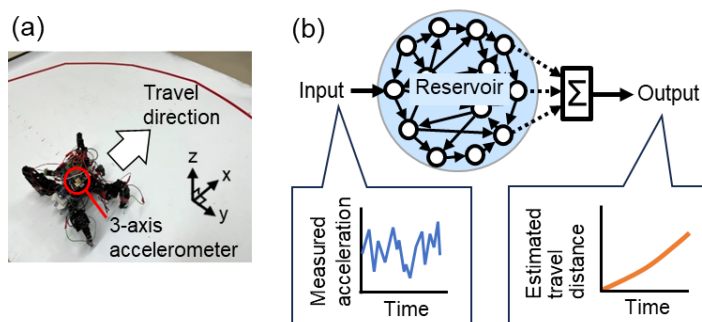 (a)
Travel
direction
z
x
y
3-axis
accelerometer
(b)
Input
Reservoir
Σ
Output
Measured
acceleration
Time
Estimated
travel
distance
Time